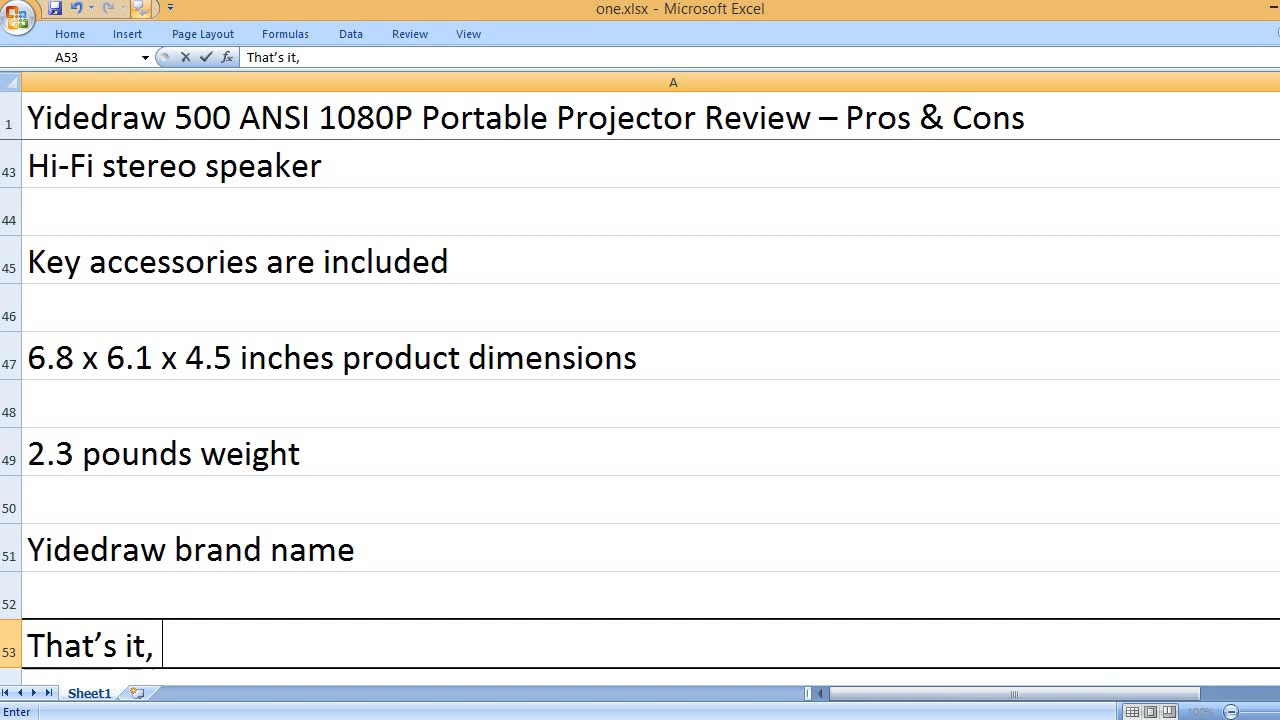 one.xlsx - Microsoft Excel
Home Insert Page Layout Formulas Data Review View
A53 fx That's it,
A
1 Yidedraw 500 ANSI 1080P Portable Projector Review – Pros & Cons
43 Hi-Fi stereo speaker
44
45 Key accessories are included
46
47 6.8 x 6.1 x 4.5 inches product dimensions
48
49 2.3 pounds weight
50
51 Yidedraw brand name
52
53 That’s it,
Sheet1
Enter 100%